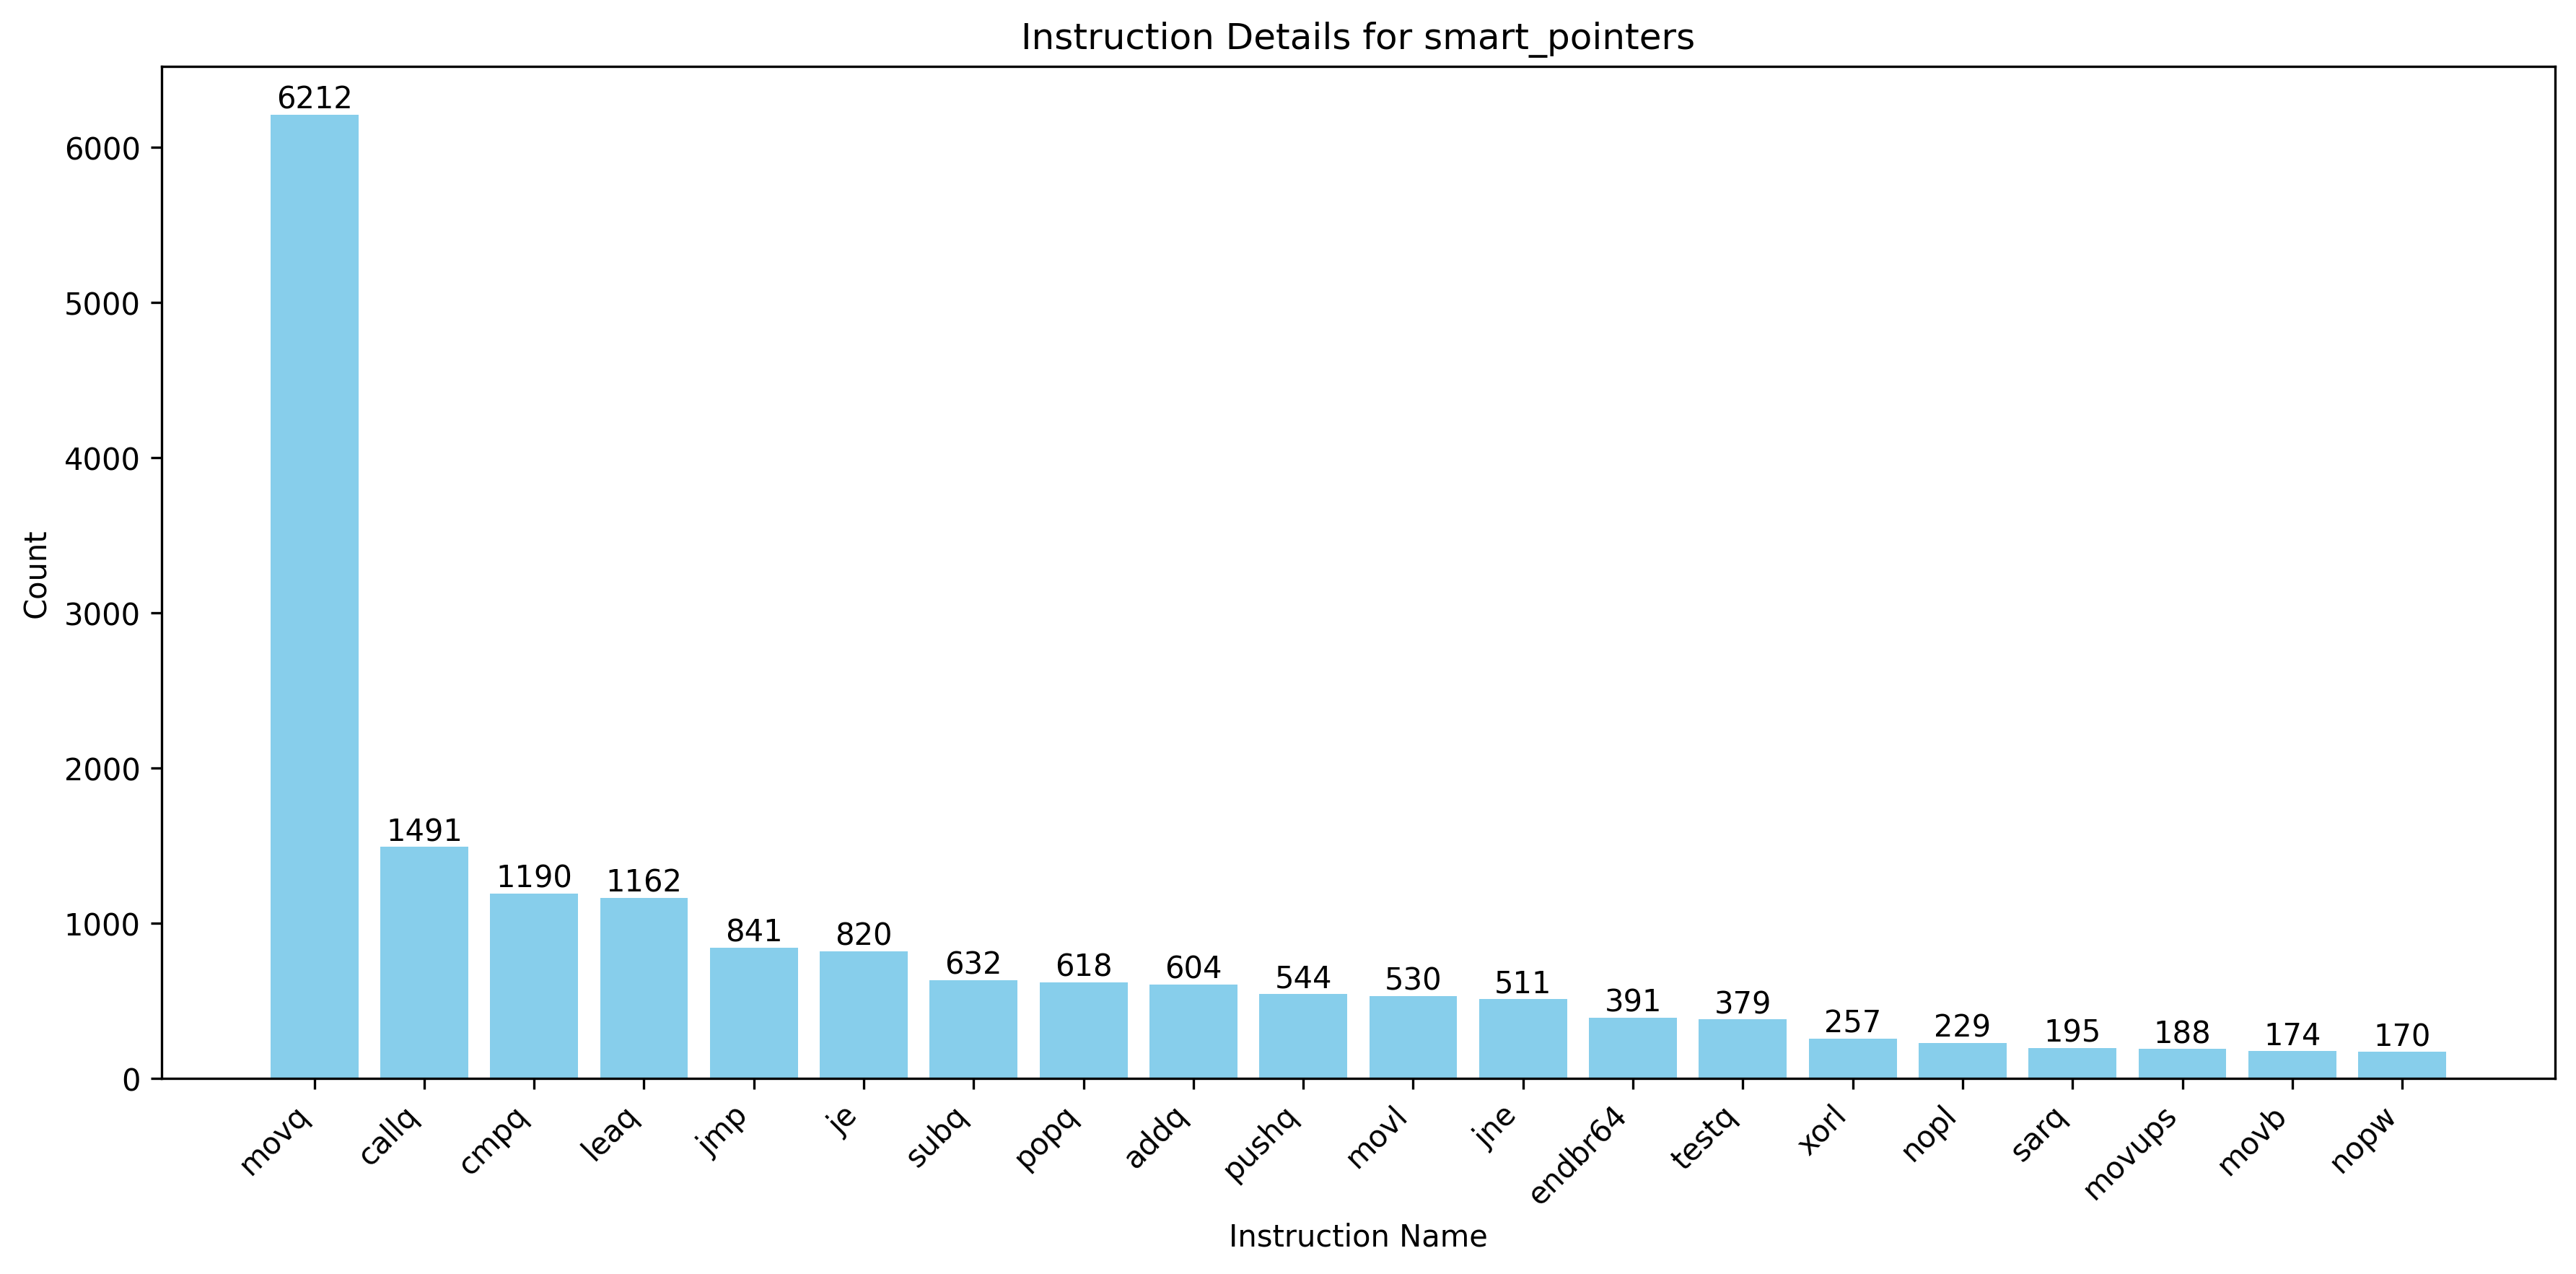 Instruction Details for smart_pointers
Count
6000
5000
4000
3000
2000
1000
0
6212
1491
1190
1162
841
820
632
618
604
544
530
511
391
379
257
229
195
188
174
170
movq
callq
cmpq
leaq
jmp
je
subq
popq
addq
pushq
movl
jne
endbr64
testq
xorl
nopl
sarq
movups
movb
nopw
Instruction Name